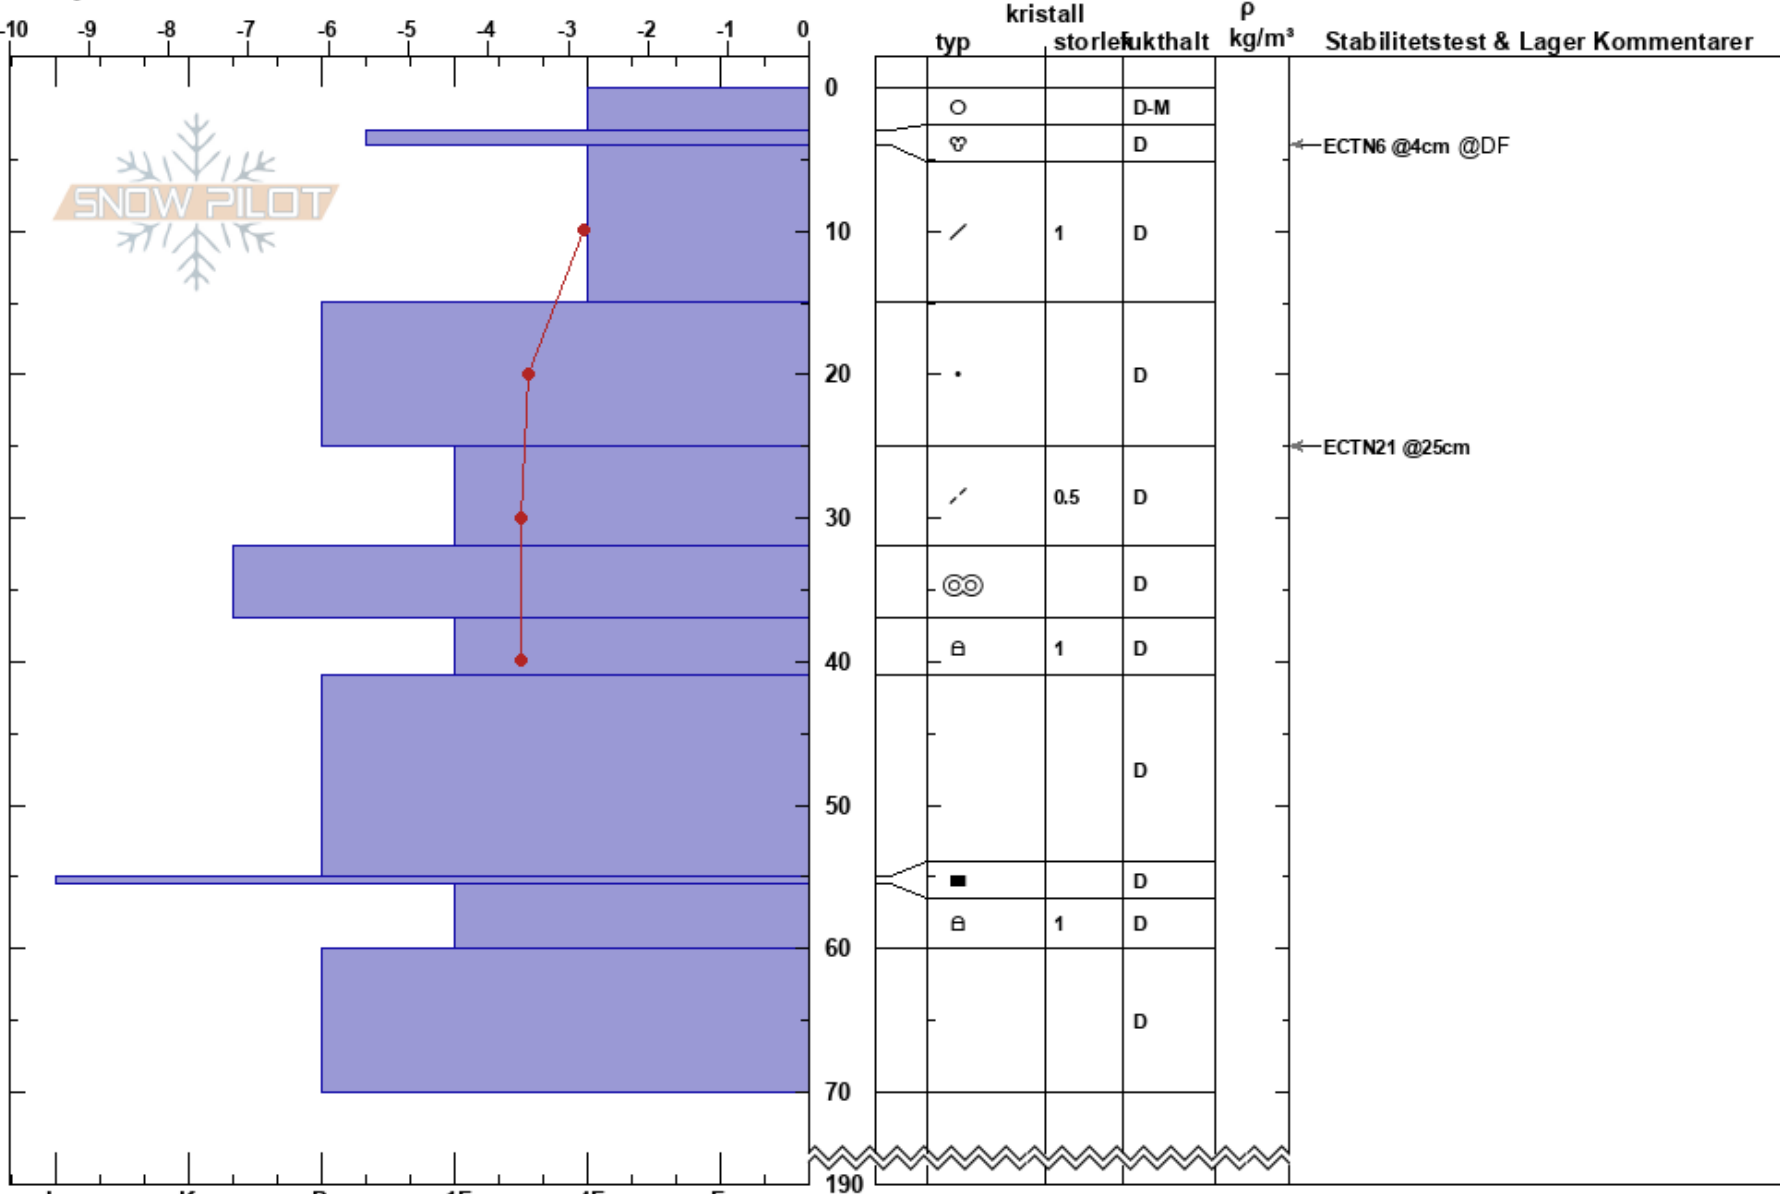 kristall ρ
-10 -9 -8 -7 -6 -5 -4 -3 -2 -1 0 typ storlek fukthalt kg/m³ Stabilitetstest & Lager Kommentarer
0
D-M
SNOW PILOT
D ECTN6 @4cm @DF
10 1 D
20 D
25
ECTN21 @25cm
0.5 D
30
D
1 D
40
D
50
D
1 D
60
D
70
190